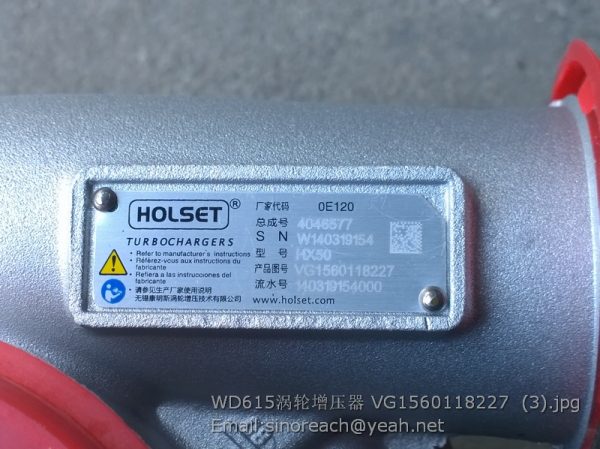 HOLSET®
TURBOCHARGERS
• Refer to manufacturer's instructions
• Référez-vous aux instructions du
fabricante
• Refiera a las instrucciones del
fabricante
• 请参见生产厂家使用说明
无锡康明斯涡轮增压技术有限公司
厂家代码 0E120
总成号 4048577
S N W140319154
型号 HX50
产品图号 VG1560118227
流水号 140319154000
www.holset.com
WD615涡轮增压器 VG1560118227 (3).jpg
Email:sinoreach@yeah.net